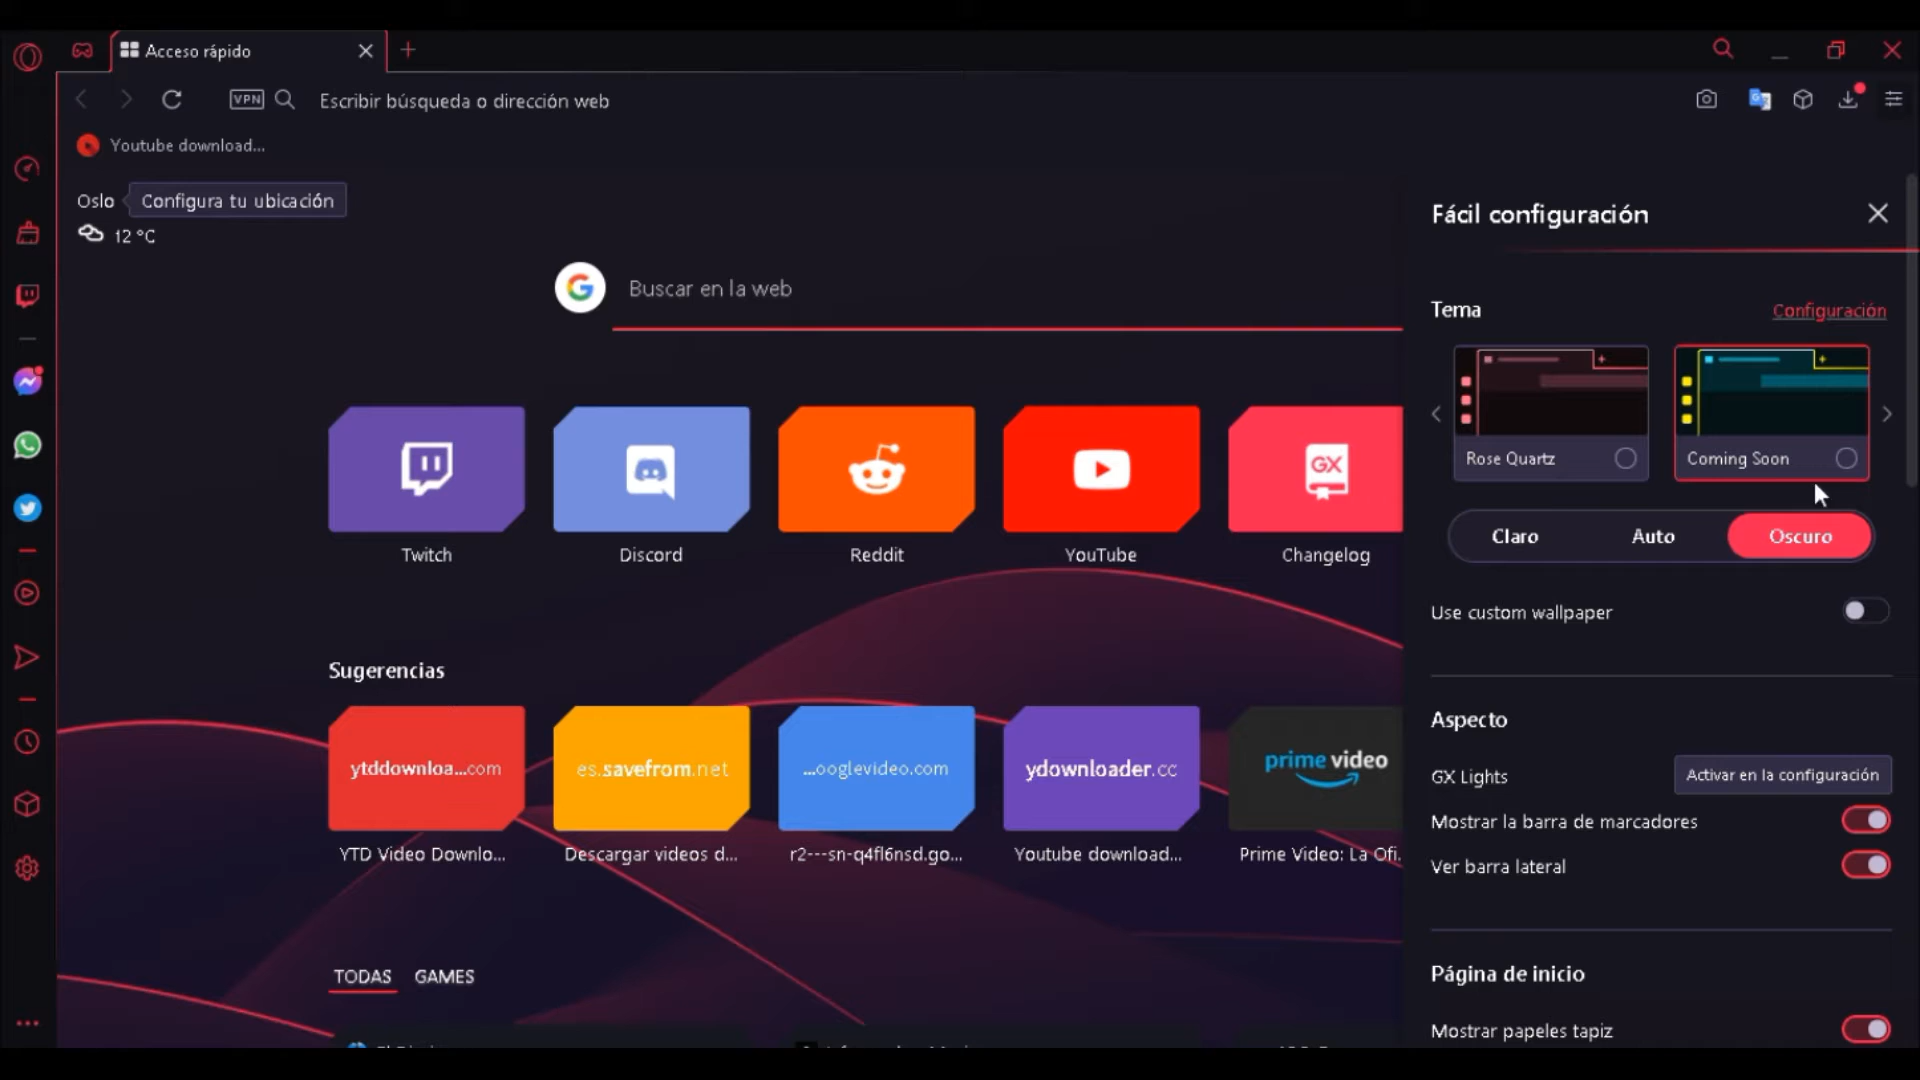 Acceso rápido
VPN
Escribir búsqueda o dirección web
Youtube download...
Oslo
Configura tu ubicación
12 °C
G
Buscar en la web
Fácil configuración
Tema
Configuración
Rose Quartz
Coming Soon
GX
Twitch
Discord
Reddit
YouTube
Changelog
Claro
Auto
Oscuro
Use custom wallpaper
Sugerencias
ytddownloa...com
es.savefrom.net
...ooglevideo.com
ydownloader.cc
prime video
YTD Video Downlo...
Descargar videos d...
r2---sn-q4fl6nsd.go...
Youtube download...
Prime Video: La Ofi.
Aspecto
GX Lights
Activar en la configuración
Mostrar la barra de marcadores
Ver barra lateral
TODAS
GAMES
Página de inicio
Mostrar papeles tapiz